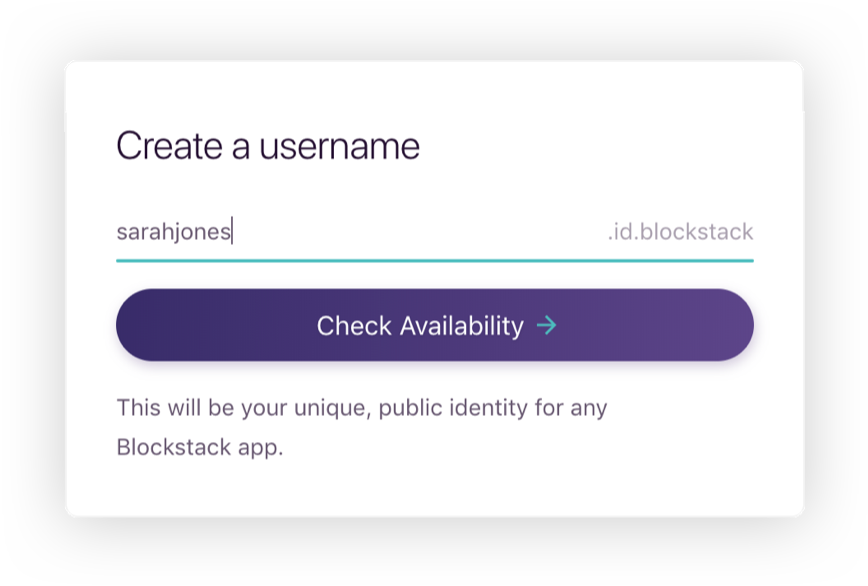 Create a username
sarahjones .id.blockstack
Check Availability →
This will be your unique, public identity for any
Blockstack app.